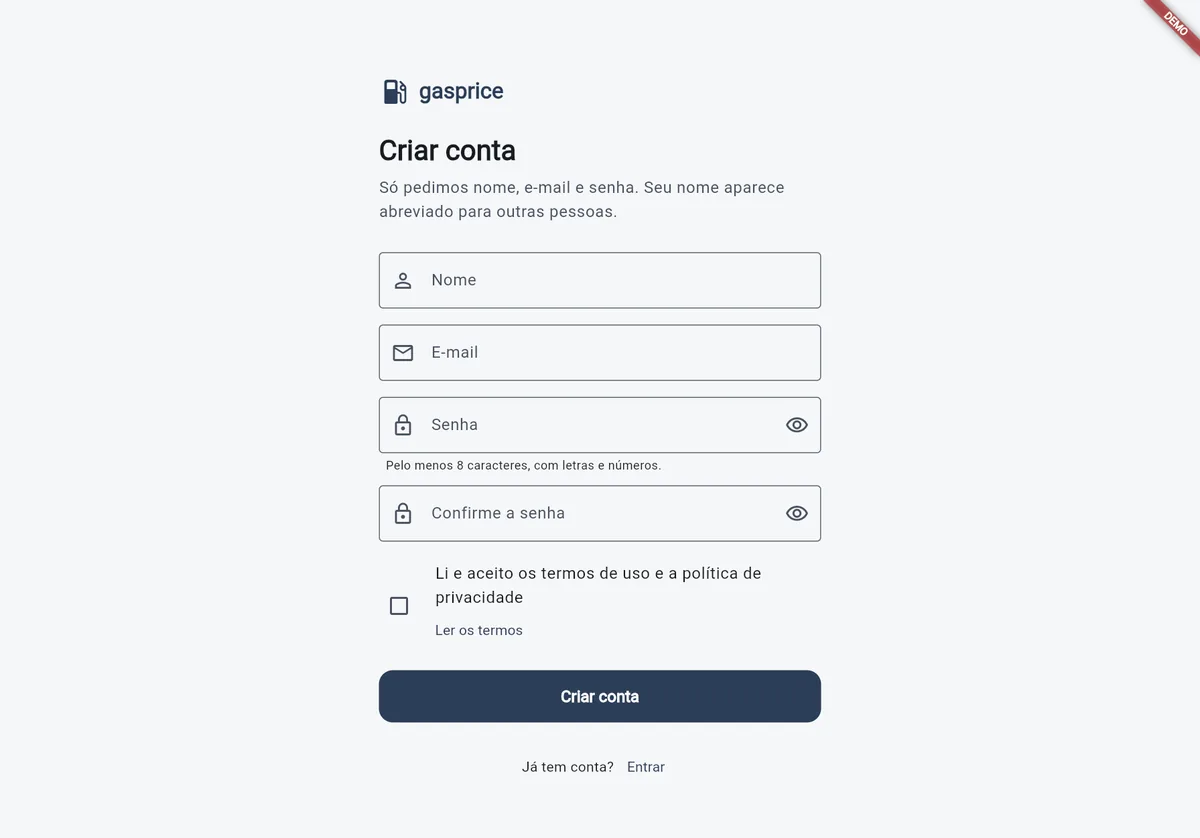 DEMO
gasprice
Criar conta
Só pedimos nome, e-mail e senha. Seu nome aparece
abreviado para outras pessoas.
Nome
E-mail
Senha
Pelo menos 8 caracteres, com letras e números.
Confirme a senha
Li e aceito os termos de uso e a política de
privacidade
Ler os termos
Criar conta
Já tem conta? Entrar